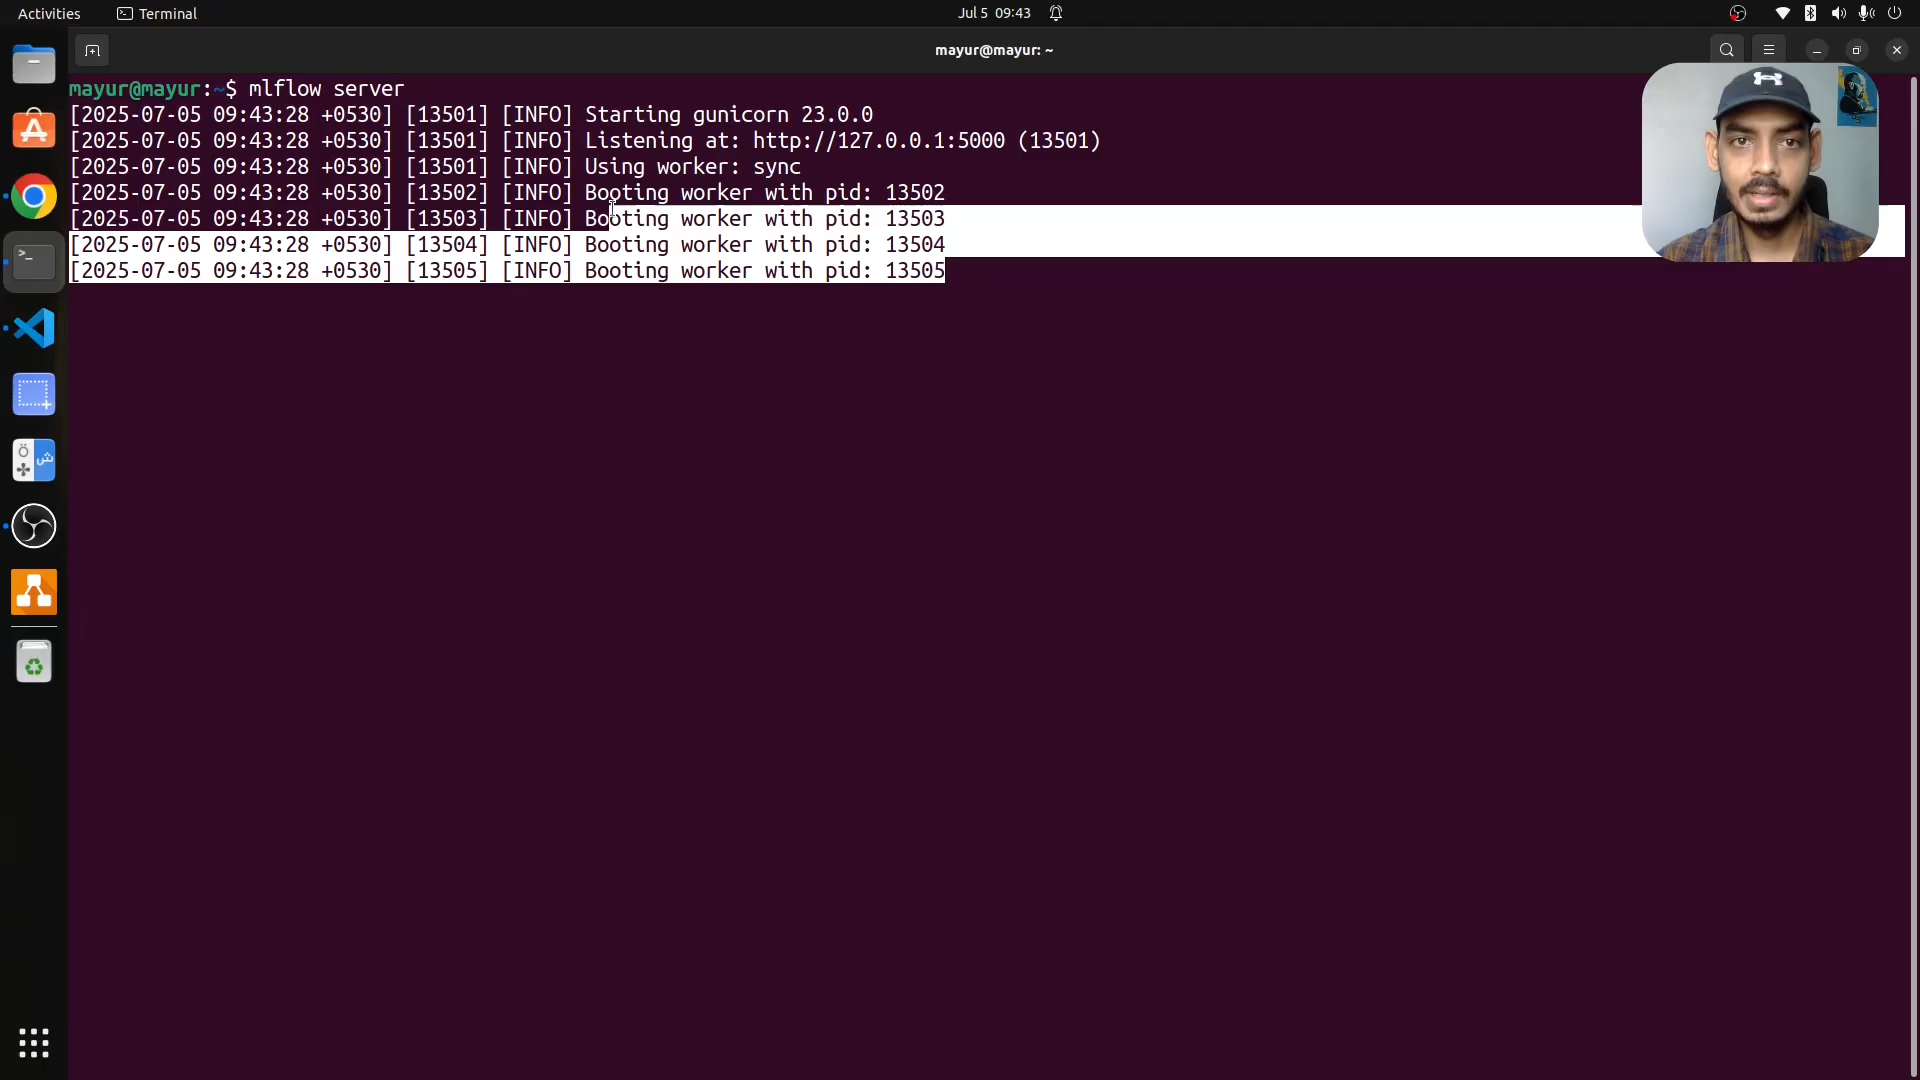 Activities
Terminal
Jul 5 09:43
mayur@mayur: ~
mayur@mayur:~$ mlflow server
[2025-07-05 09:43:28 +0530] [13501] [INFO] Starting gunicorn 23.0.0
[2025-07-05 09:43:28 +0530] [13501] [INFO] Listening at: http://127.0.0.1:5000 (13501)
[2025-07-05 09:43:28 +0530] [13501] [INFO] Using worker: sync
[2025-07-05 09:43:28 +0530] [13502] [INFO] Booting worker with pid: 13502
[2025-07-05 09:43:28 +0530] [13503] [INFO] Booting worker with pid: 13503
[2025-07-05 09:43:28 +0530] [13504] [INFO] Booting worker with pid: 13504
[2025-07-05 09:43:28 +0530] [13505] [INFO] Booting worker with pid: 13505